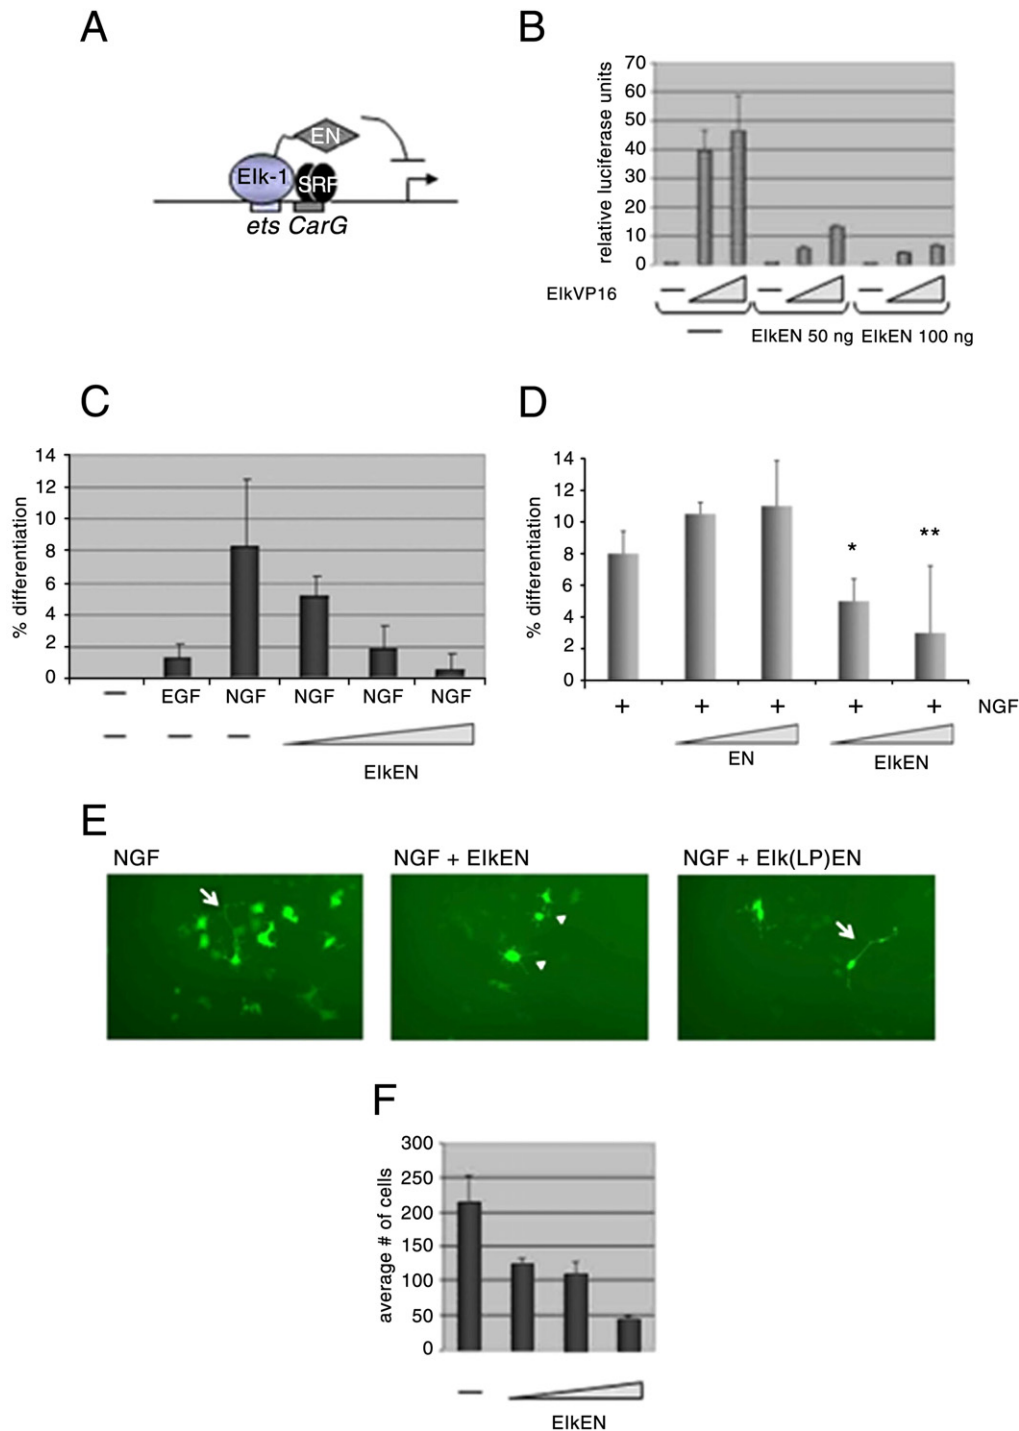 A
EN
Elk-1
SRF
ets CarG
B
relative luciferase units
70
60
50
40
30
20
10
0
ElkVP16
—
—
—
—
ElkEN 50 ng
ElkEN 100 ng
C
% differentiation
14
12
10
8
6
4
2
0
— EGF NGF NGF NGF NGF
— — —
ElkEN
D
% differentiation
14
12
10
8
6
4
2
0
* **
+ + + + + NGF
EN
ElkEN
E
NGF
NGF + ElkEN
NGF + Elk(LP)EN
F
average # of cells
300
250
200
150
100
50
0
—
ElkEN